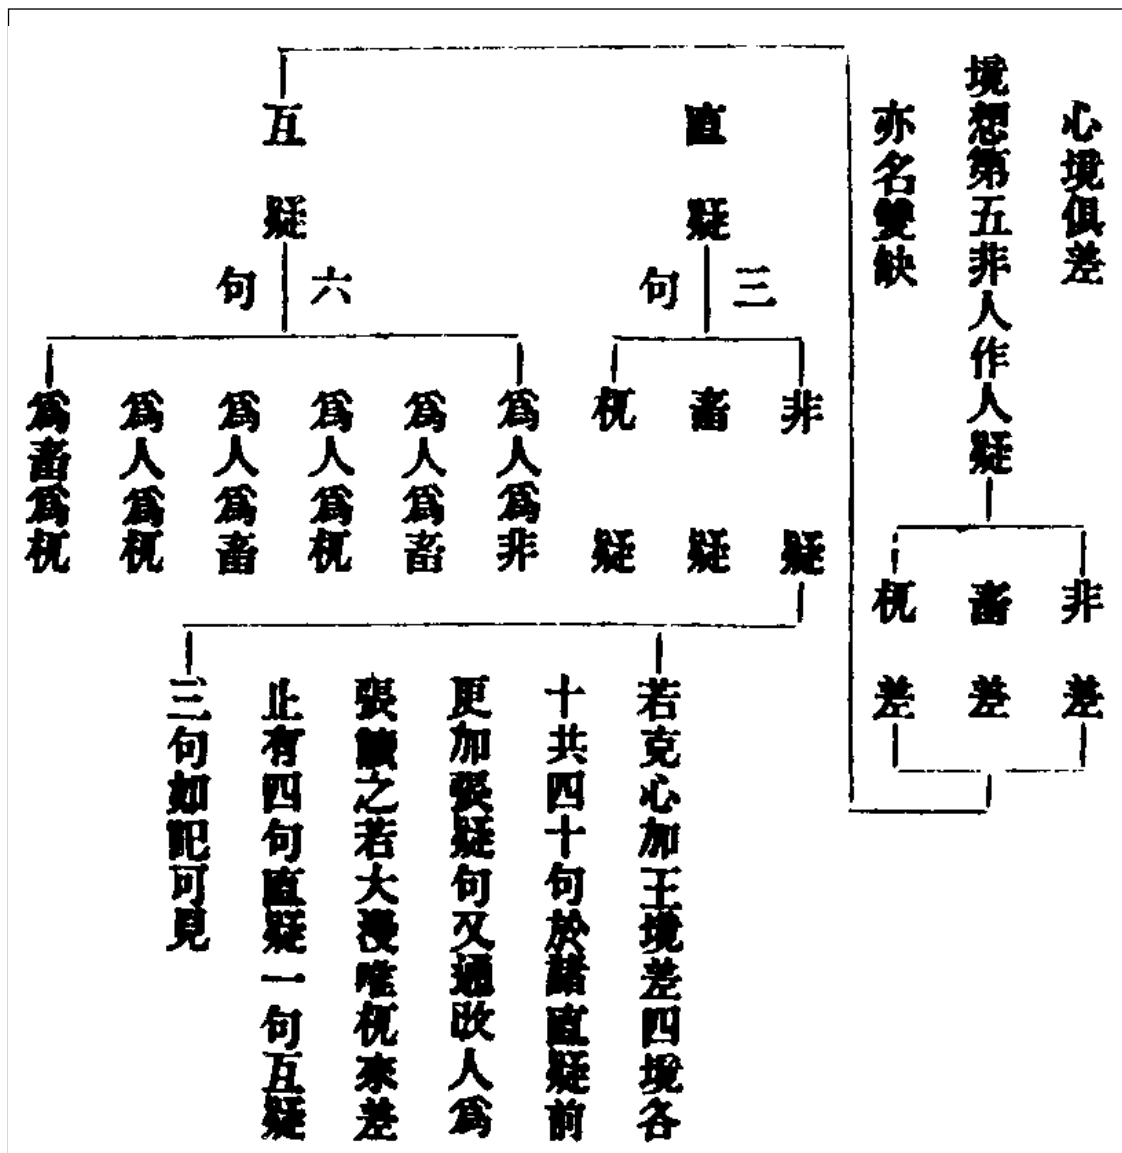 心境俱差
境想第五非人作人疑
亦名雙缺
非差
畜差
杌差
直疑
三句
非疑
畜疑
杌疑
互疑
六句
為人為非
為人為畜
為人為杌
為人為畜
為人為杌
為畜為杌
若克心加王境差四境各
十共四十句於諸直疑前
更加張疑句又通改人為
張讀之若大漫唯杌來差
止有四句直疑一句互疑
三句如記可見